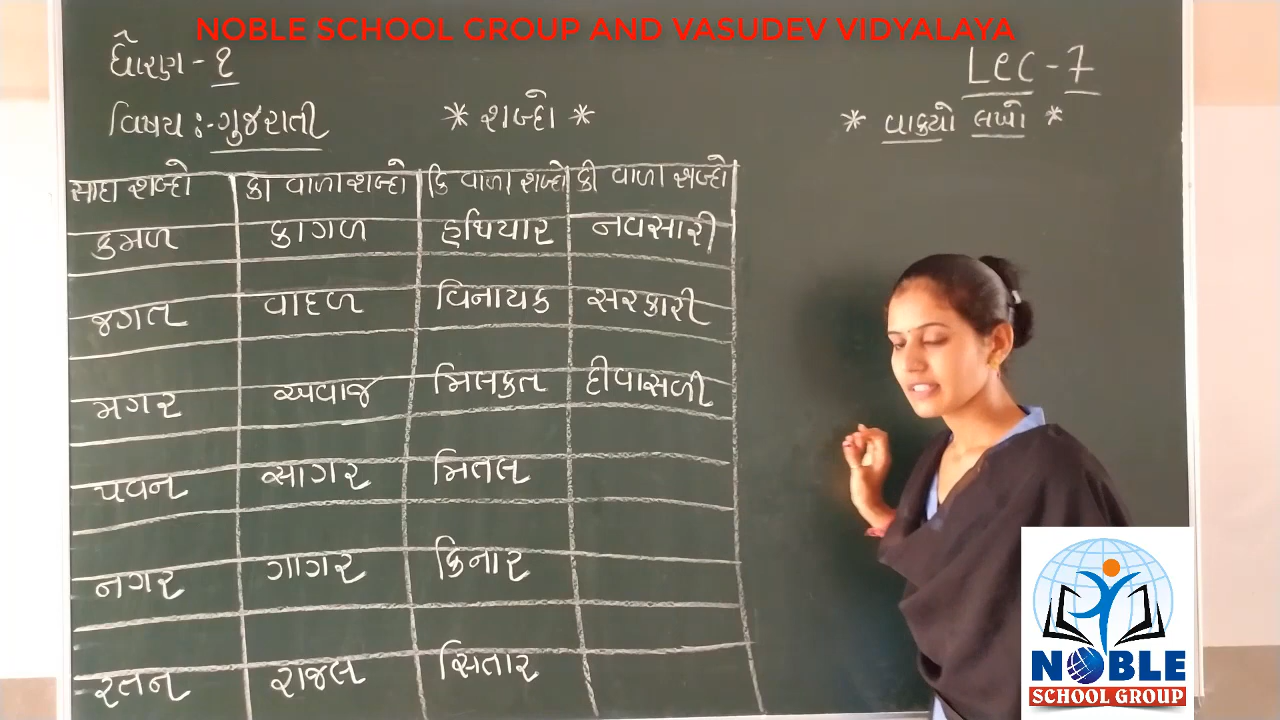 NOBLE SCHOOL GROUP AND VASUDEV VIDYALAYA
ધોરણ - ૧
Lec - 7
વિષય :- ગુજરાતી
* શબ્દો *
* વાક્યો લખો *
સાદા શબ્દો કા વાળા શબ્દો કિ વાળા શબ્દો કી વાળા શબ્દો
કમળ કાગળ હથિયાર નવસારી
જગત વાદળ વિનાયક સરકારી
મગર અવાજ મિલકત દીવાસળી
પવન સાગર મિતલ
નગર ગાગર કિનાર
રતન રાજલ સિતાર
NOBLE
SCHOOL GROUP